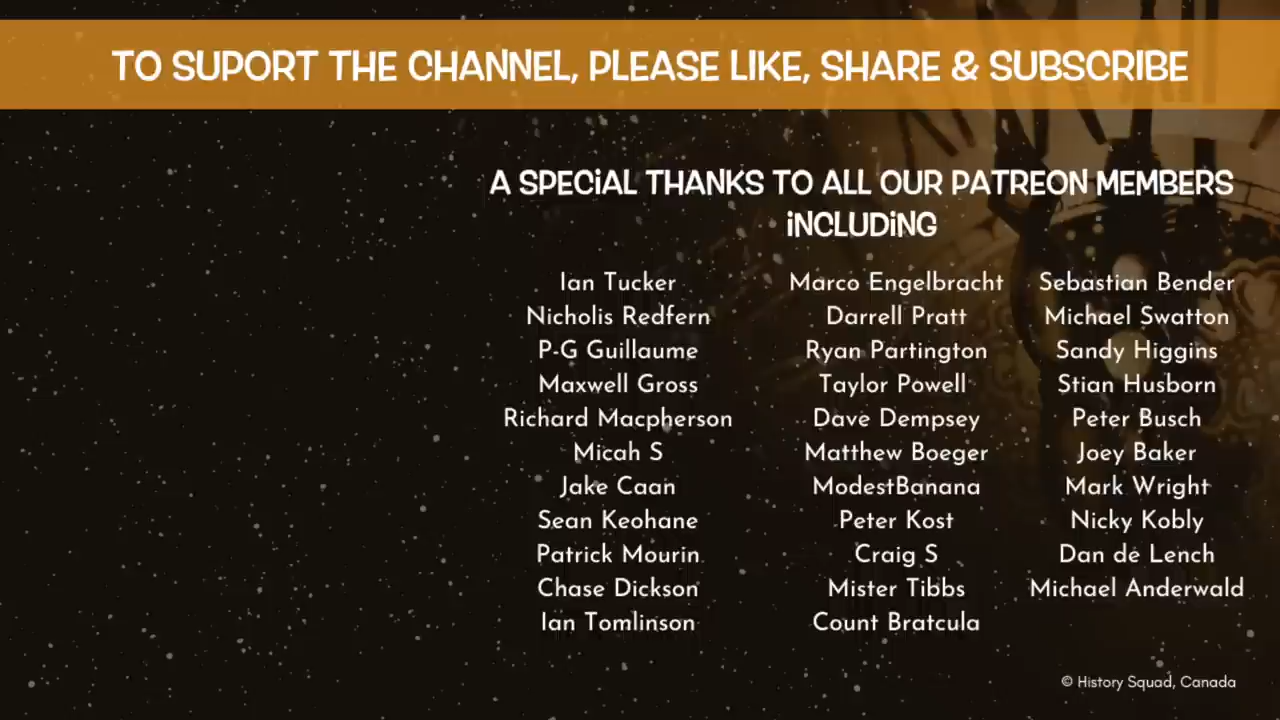 TO SUPORT THE CHANNEL, PLEASE LIKE, SHARE & SUBSCRIBE
A SPECiAL THANKS TO ALL OUR PATREON MEMBERS
iNCLUDiNG
Ian Tucker
Nicholis Redfern
P-G Guillaume
Maxwell Gross
Richard Macpherson
Micah S
Jake Caan
Sean Keohane
Patrick Mourin
Chase Dickson
Ian Tomlinson
Marco Engelbracht
Darrell Pratt
Ryan Partington
Taylor Powell
Dave Dempsey
Matthew Boeger
ModestBanana
Peter Kost
Craig S
Mister Tibbs
Count Bratcula
Sebastian Bender
Michael Swatton
Sandy Higgins
Stian Husborn
Peter Busch
Joey Baker
Mark Wright
Nicky Kobly
Dan de Lench
Michael Anderwald
© History Squad, Canada